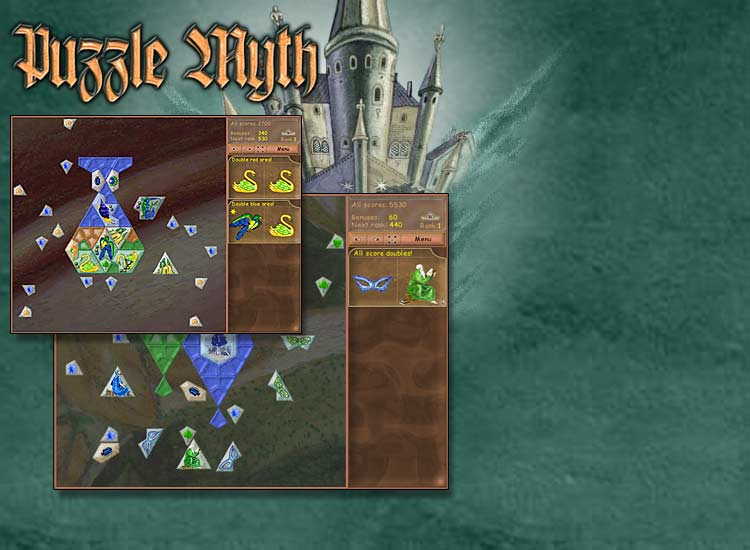 Puzzle Myth
All scores: 2700
Bonuses: 340
Next rank: 530
Rank:1
Menu
Double red area!
Double blue area!
All scores: 5530
Bonuses: 60
Next rank: 440
Rank:1
Menu
All score doubles!